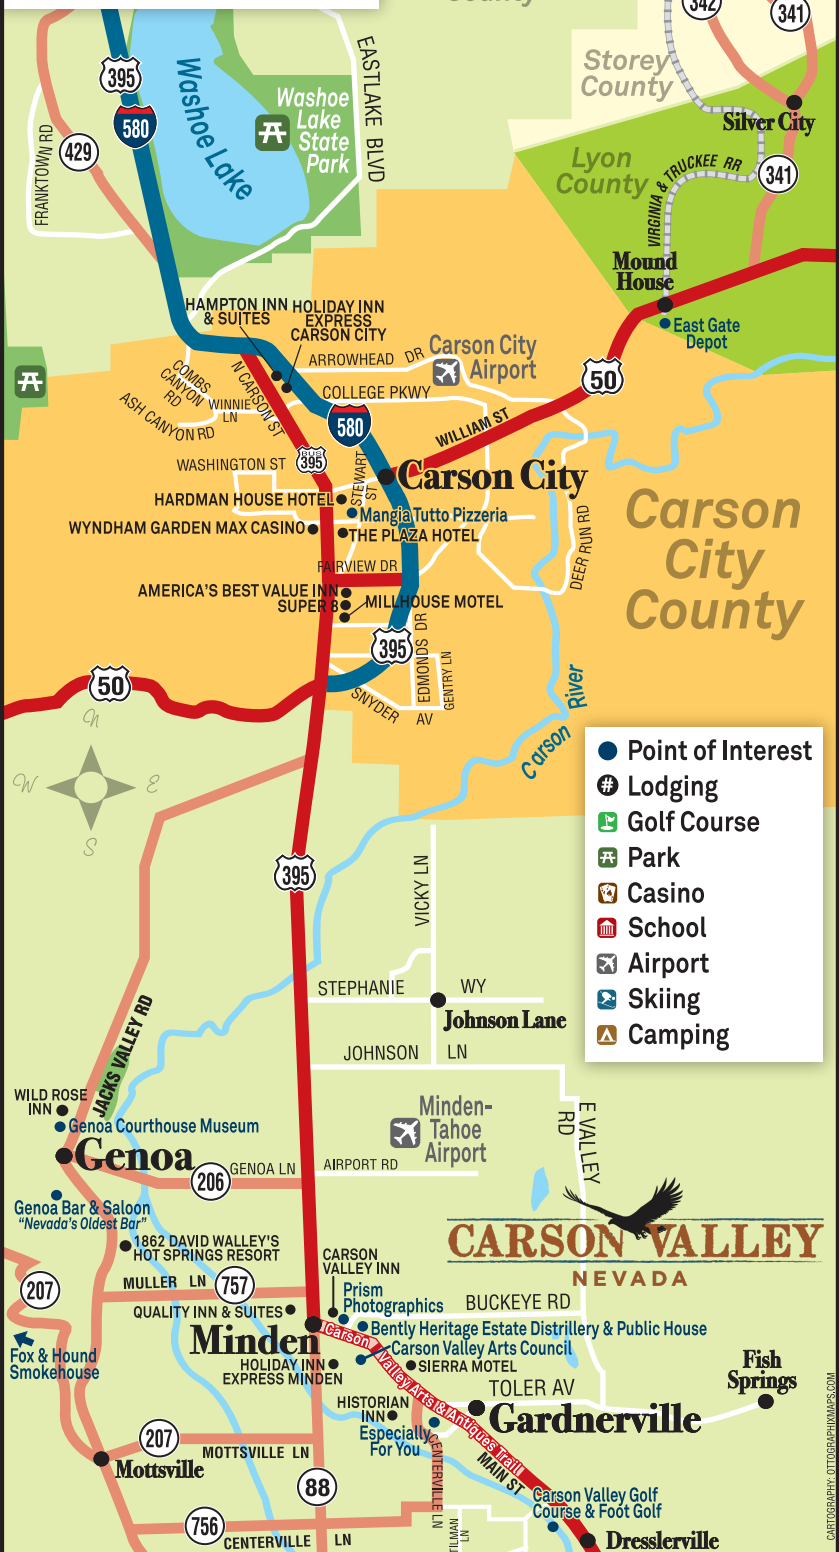 County
342
341
395
580
429
FRANKTOWN RD
Washoe Lake
Washoe
Lake
State
Park
EASTLAKE BLVD
Storey
County
Silver City
Lyon
County
VIRGINIA & TRUCKEE RR
341
Mound
House
East Gate
Depot
HAMPTON INN
& SUITES
HOLIDAY INN
EXPRESS
CARSON CITY
ARROWHEAD DR
Carson City
Airport
50
COMBS
CANYON
RD
WINNIE
LN
N CARSON ST
COLLEGE PKWY
ASH CANYON RD
580
WILLIAM ST
BUS
395
WASHINGTON ST
STEWART
ST
Carson City
HARDMAN HOUSE HOTEL
Mangia Tutto Pizzeria
WYNDHAM GARDEN MAX CASINO
THE PLAZA HOTEL
DEER RUN RD
Carson
City
County
FAIRVIEW DR
AMERICA'S BEST VALUE INN
SUPER 8
MILLHOUSE MOTEL
395
EDMONDS DR
GENTRY LN
SNYDER AV
50
Carson River
N
W
E
S
Point of Interest
# Lodging
Golf Course
Park
Casino
School
Airport
Skiing
Camping
395
VICKY LN
STEPHANIE WY
Johnson Lane
JOHNSON LN
JACKS VALLEY RD
WILD ROSE
INN
Genoa Courthouse Museum
Genoa
Minden-
Tahoe
Airport
E VALLEY
RD
206
GENOA LN
AIRPORT RD
Genoa Bar & Saloon
"Nevada's Oldest Bar"
1862 DAVID WALLEY'S
HOT SPRINGS RESORT
CARSON VALLEY
NEVADA
207
MULLER LN
757
CARSON
VALLEY INN
Prism
Photographics
BUCKEYE RD
QUALITY INN & SUITES
Minden
Bently Heritage Estate Distillery & Public House
Carson Valley Arts Council
Fox & Hound
Smokehouse
HOLIDAY INN
EXPRESS MINDEN
SIERRA MOTEL
Carson Valley Arts & Antiques Trail
Fish
Springs
TOLER AV
HISTORIAN
INN
Gardnerville
Especially
For You
207
MOTTSVILLE LN
Mottsville
CENTERVILLE LN
MAIN ST
88
Carson Valley Golf
Course & Foot Golf
756
CENTERVILLE LN
TILMAN
LN
Dresslerville
CARTOGRAPHY: OTTOGRAPHIXMAPS.COM